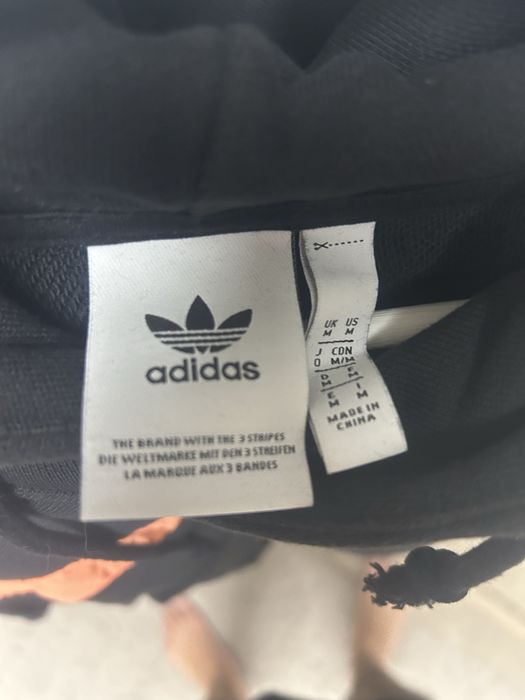 adidas
THE BRAND WITH THE 3 STRIPES
DIE WELTMARKE MIT DEN 3 STREIFEN
LA MARQUE AUX 3 BANDES
UK US
M M
J CDN
O M/M
D F
M M
E I
M M
MADE IN
CHINA